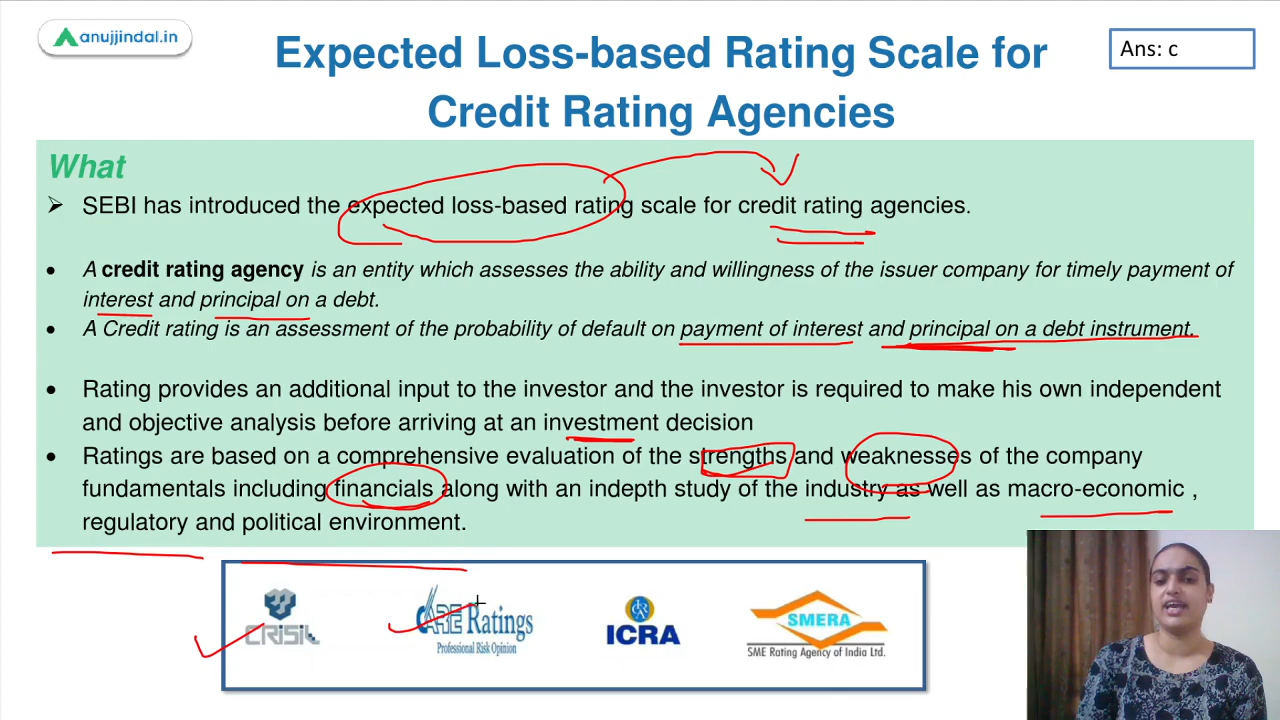 anujjindal.in
Expected Loss-based Rating Scale for
Credit Rating Agencies
Ans: c
What
➢ SEBI has introduced the expected loss-based rating scale for credit rating agencies.
• A credit rating agency is an entity which assesses the ability and willingness of the issuer company for timely payment of
interest and principal on a debt.
• A Credit rating is an assessment of the probability of default on payment of interest and principal on a debt instrument.
• Rating provides an additional input to the investor and the investor is required to make his own independent
and objective analysis before arriving at an investment decision
• Ratings are based on a comprehensive evaluation of the strengths and weaknesses of the company
fundamentals including financials along with an indepth study of the industry as well as macro-economic ,
regulatory and political environment.
CRISIL
CARE Ratings
Professional Risk Opinion
ICRA
SMERA
SME Rating Agency of India Ltd.